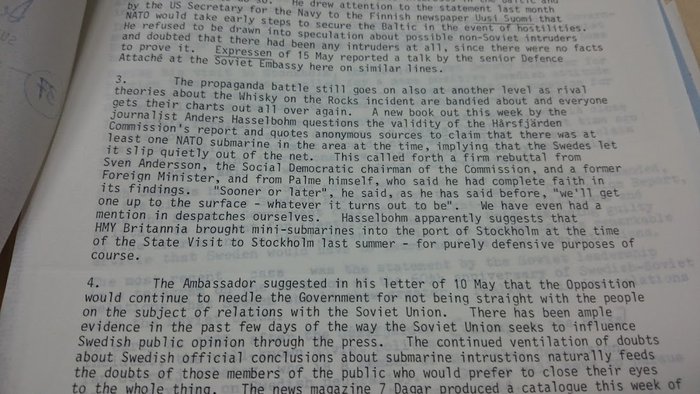 by the US Secretary for the Navy to the Finnish newspaper Uusi Suomi that
NATO would take early steps to secure the Baltic in the event of hostilities.
He refused to be drawn into speculation about possible non-Soviet intruders
and doubted that there had been any intruders at all, since there were no facts
to prove it. Expressen of 15 May reported a talk by the senior Defence
Attaché at the Soviet Embassy here on similar lines.
3. The propaganda battle still goes on also at another level as rival
theories about the Whisky on the Rocks incident are bandied about and everyone
gets their charts out all over again. A new book out this week by the
journalist Anders Hasselbohm questions the validity of the Hårsfjärden
Commission's report and quotes anonymous sources to claim that there was at
least one NATO submarine in the area at the time, implying that the Swedes let
it slip quietly out of the net. This called forth a firm rebuttal from
Sven Andersson, the Social Democratic chairman of the Commission, and a former
Foreign Minister, and from Palme himself, who said he had complete faith in
its findings. "Sooner or later", he said, as he has said before, "we'll get
one up to the surface - whatever it turns out to be". We have even had a
mention in despatches ourselves. Hasselbohm apparently suggests that
HMY Britannia brought mini-submarines into the port of Stockholm at the time
of the State Visit to Stockholm last summer - for purely defensive purposes of
course.
4. The Ambassador suggested in his letter of 10 May that the Opposition
would continue to needle the Government for not being straight with the people
on the subject of relations with the Soviet Union. There has been ample
evidence in the past few days of the way the Soviet Union seeks to influence
Swedish public opinion through the press. The continued ventilation of doubts
about Swedish official conclusions about submarine intrustions naturally feeds
the doubts of those members of the public who would prefer to close their eyes
to the whole thing. The news magazine 7 Dagar produced a catalogue this week of